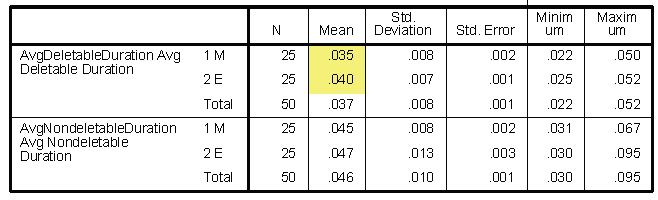 N Mean Std. Deviation Std. Error Minim um Maxim um
AvgDeletableDuration Avg Deletable Duration 1 M 25 .035 .008 .002 .022 .050
2 E 25 .040 .007 .001 .025 .052
Total 50 .037 .008 .001 .022 .052
AvgNondeletableDuration Avg Nondeletable Duration 1 M 25 .045 .008 .002 .031 .067
2 E 25 .047 .013 .003 .030 .095
Total 50 .046 .010 .001 .030 .095